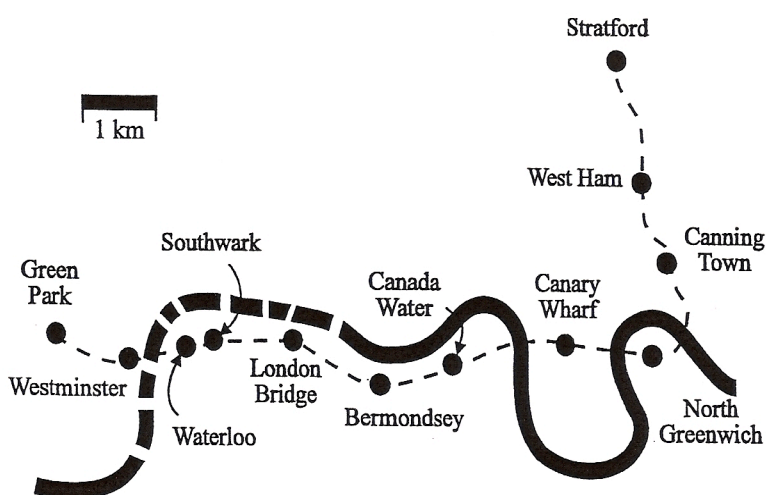 Stratford
1 km
West Ham
Southwark
Canning
Town
Green
Park
Canada
Water
Canary
Wharf
London
Bridge
Westminster
Bermondsey
North
Greenwich
Waterloo